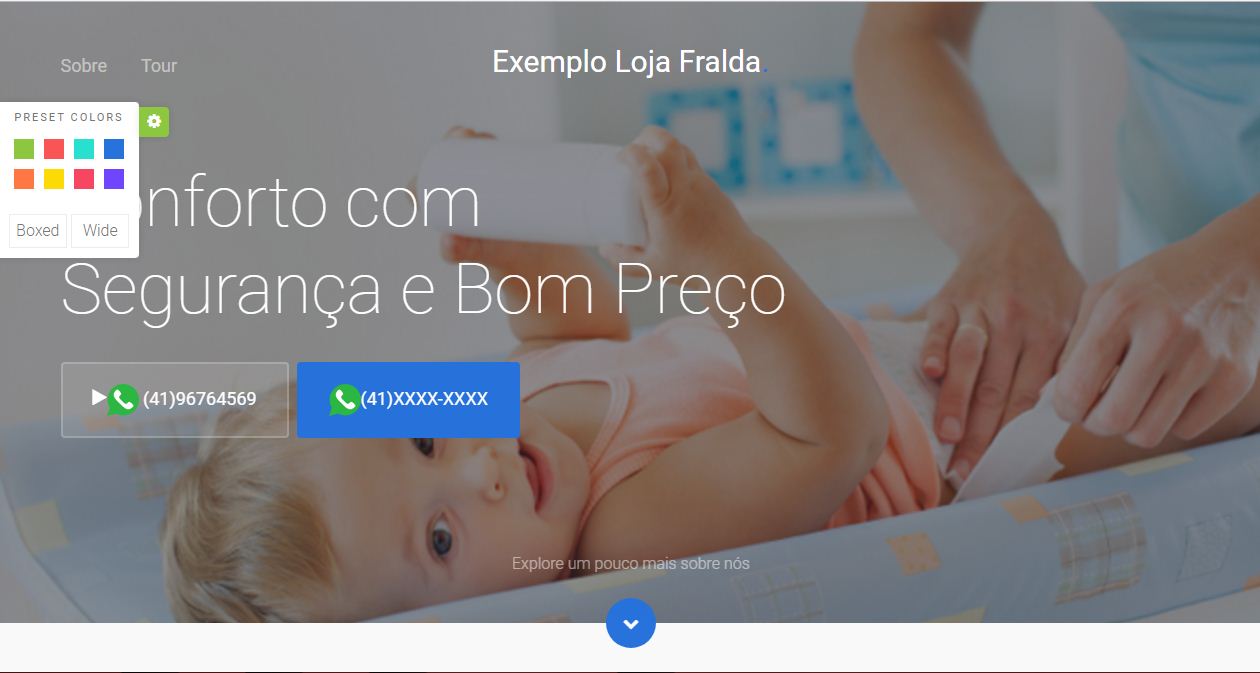 Sobre
Tour
Exemplo Loja Fralda.
PRESET COLORS
Boxed
Wide
onforto com
Segurança e Bom Preço
(41)96764569
(41)XXXX-XXXX
Explore um pouco mais sobre nós